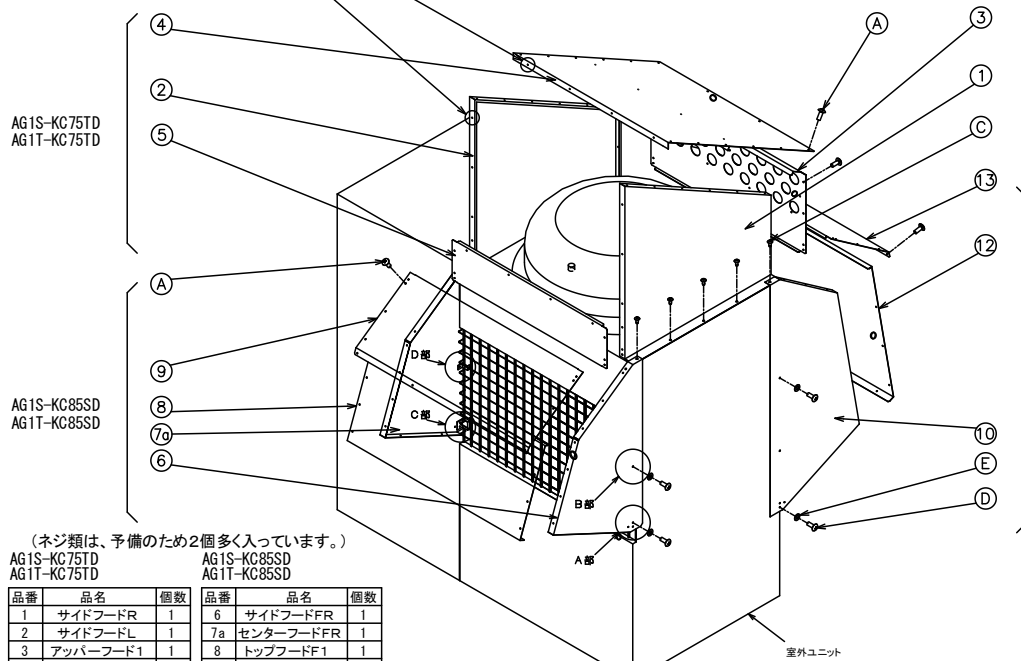 ④
②
⑤
AG1S-KC75TD
AG1T-KC75TD
Ⓐ
⑨
AG1S-KC85SD
AG1T-KC85SD
⑧
7a
⑥
Ⓐ
③
①
Ⓒ
⑬
⑫
⑩
Ⓔ
Ⓓ
D部
C部
B部
A部
室外ユニット
(ネジ類は、予備のため2個多く入っています。)
AG1S-KC75TD
AG1T-KC75TD
品番 品名 個数
1 サイドフードR 1
2 サイドフードL 1
3 アッパーフード1 1
AG1S-KC85SD
AG1T-KC85SD
品番 品名 個数
6 サイドフードFR 1
7a センターフードFR 1
8 トップフードF1 1